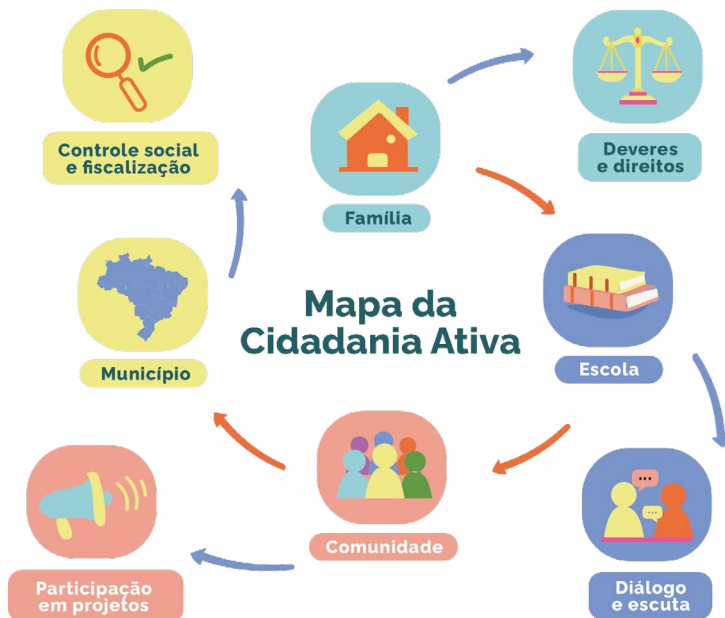 Controle social
e fiscalização
Família
Deveres
e direitos
Município
Mapa da
Cidadania Ativa
Escola
Participação
em projetos
Comunidade
Diálogo
e escuta